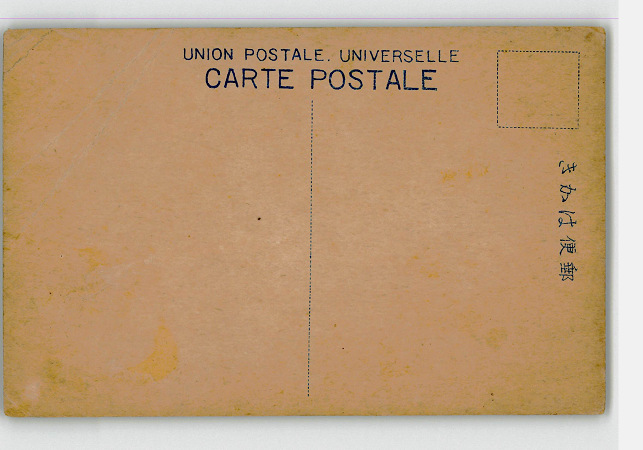 UNION POSTALE. UNIVERSELLE
CARTE POSTALE
郵便はかき